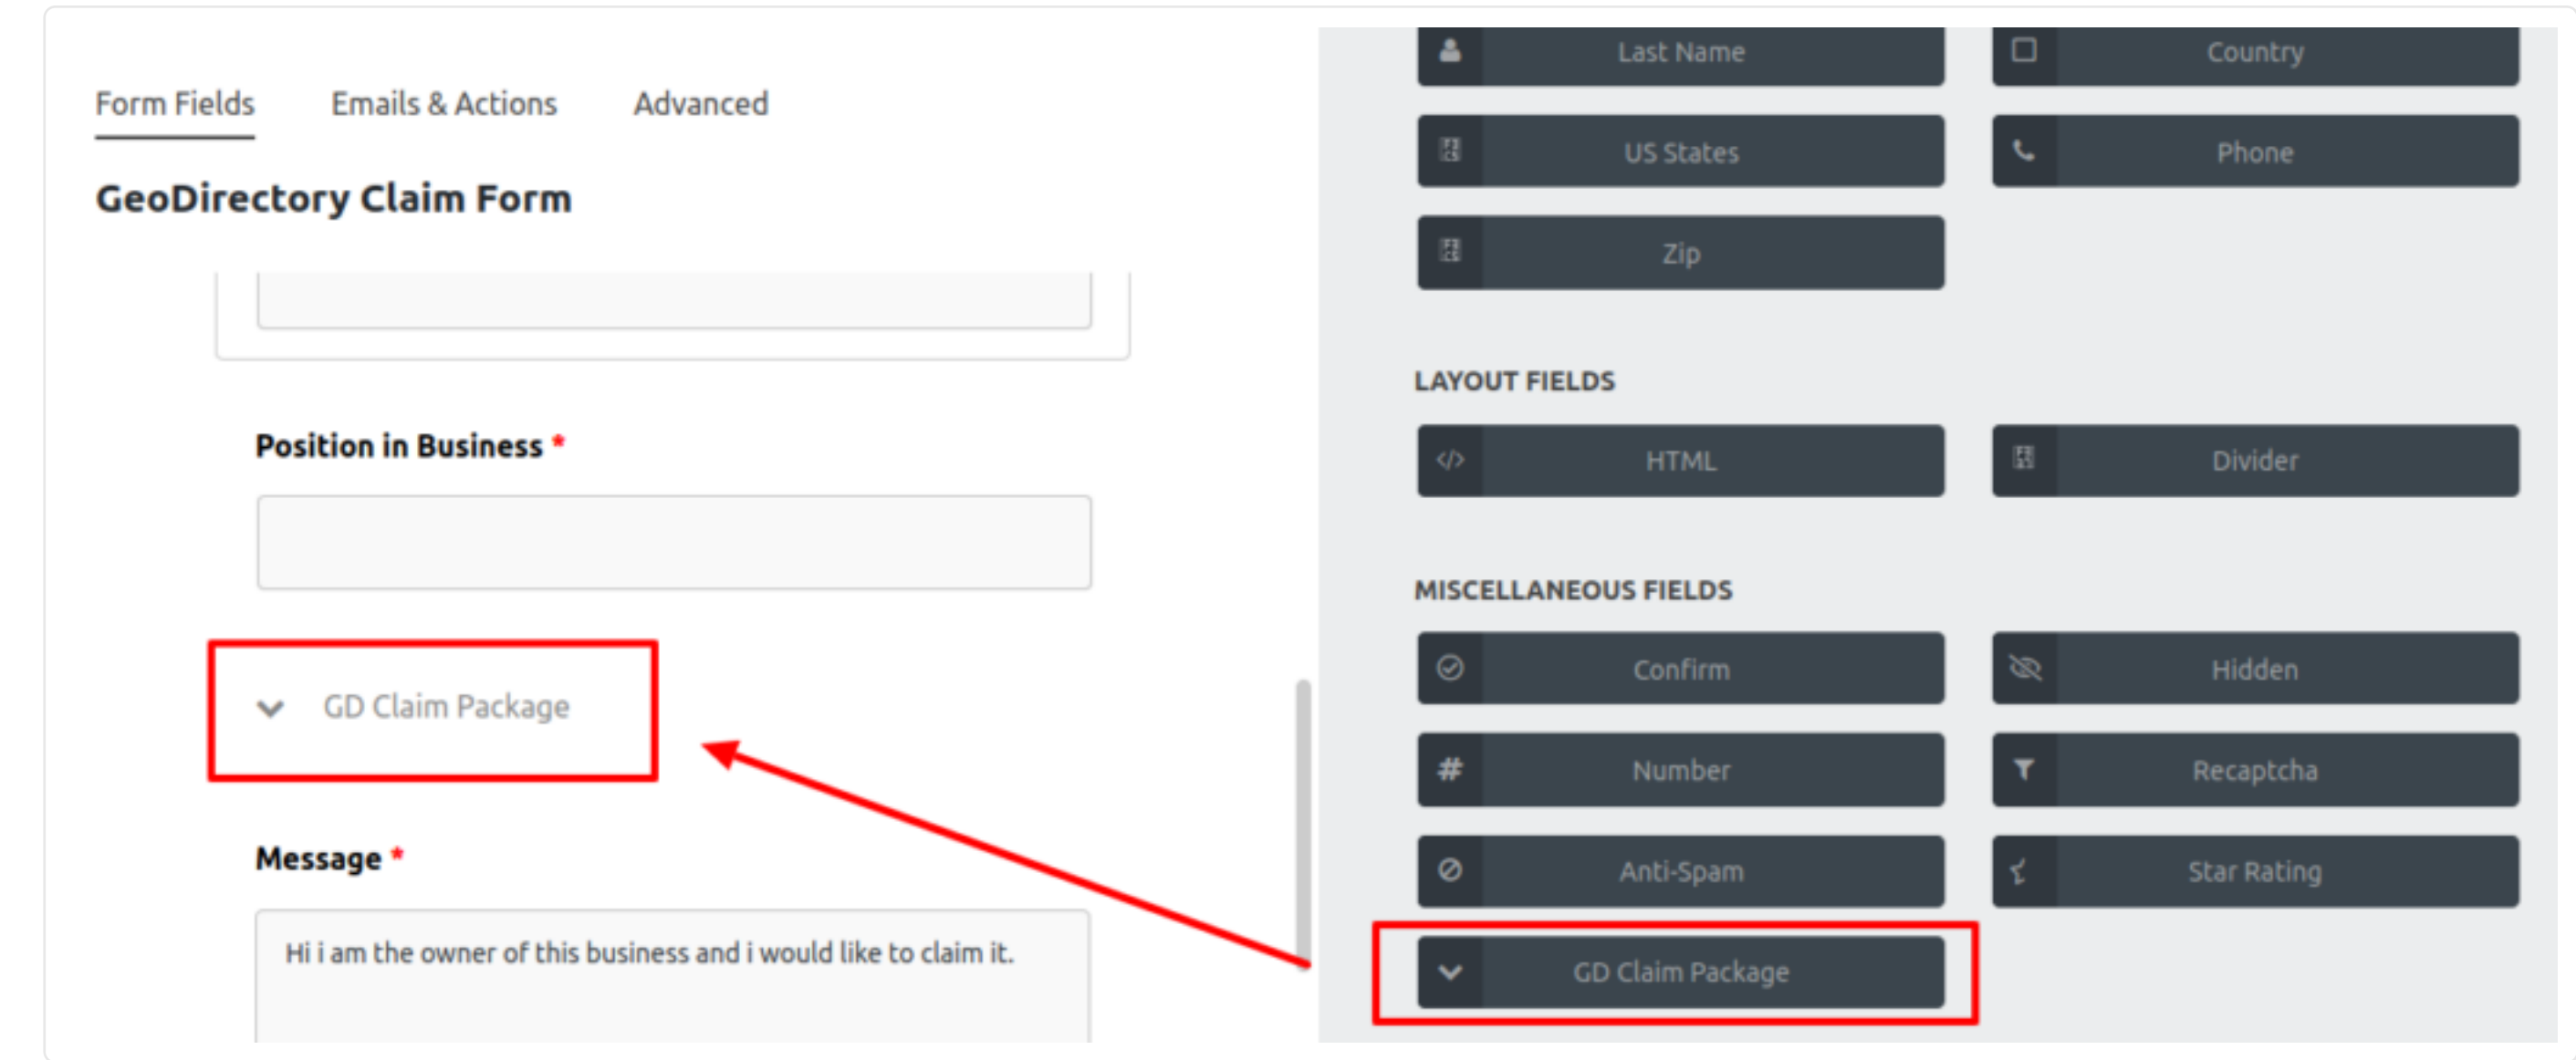 Form Fields
Emails & Actions
Advanced
GeoDirectory Claim Form
Position in Business *
GD Claim Package
Message *
Hi i am the owner of this business and i would like to claim it.
Last Name
Country
US States
Phone
Zip
LAYOUT FIELDS
HTML
Divider
MISCELLANEOUS FIELDS
Confirm
Hidden
Number
Recaptcha
Anti-Spam
Star Rating
GD Claim Package